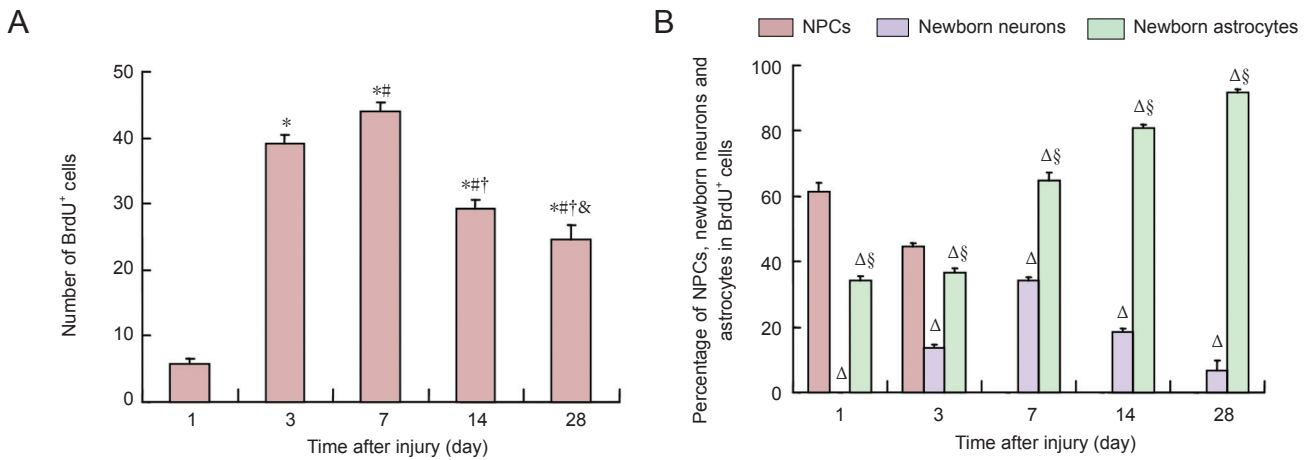 A
50
40
30
20
10
0
Number of BrdU+ cells
*
*#
*#†
*#†&
1 3 7 14 28
Time after injury (day)
B
NPCs Newborn neurons Newborn astrocytes
100
80
60
40
20
0
Percentage of NPCs, newborn neurons and
astrocytes in BrdU+ cells
Δ
Δ§
Δ
Δ§
Δ
Δ§
Δ
Δ§
Δ
Δ§
1 3 7 14 28
Time after injury (day)